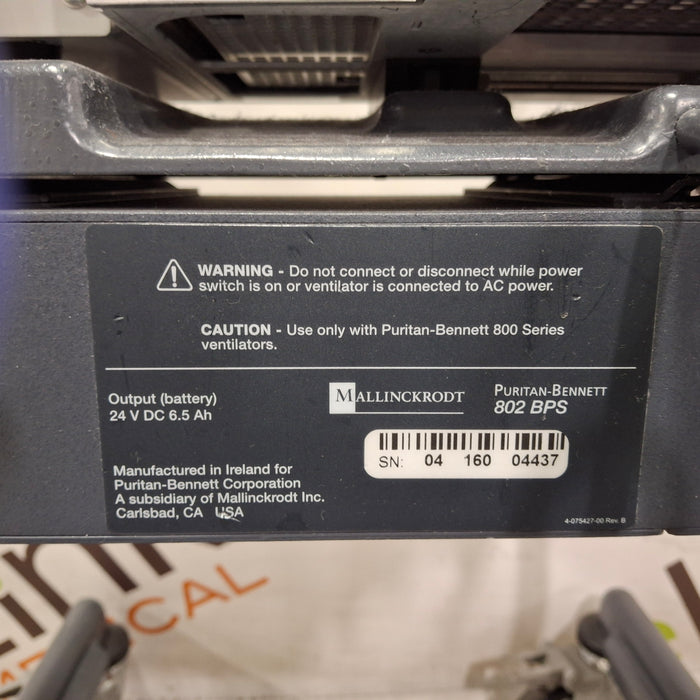 WARNING - Do not connect or disconnect while power
switch is on or ventilator is connected to AC power.
CAUTION - Use only with Puritan-Bennett 800 Series
ventilators.
Output (battery)
24 V DC 6.5 Ah
MALLINCKRODT
PURITAN-BENNETT
802 BPS
SN: 04 160 04437
Manufactured in Ireland for
Puritan-Bennett Corporation
A subsidiary of Mallinckrodt Inc.
Carlsbad, CA USA
4-075427-00 Rev. B